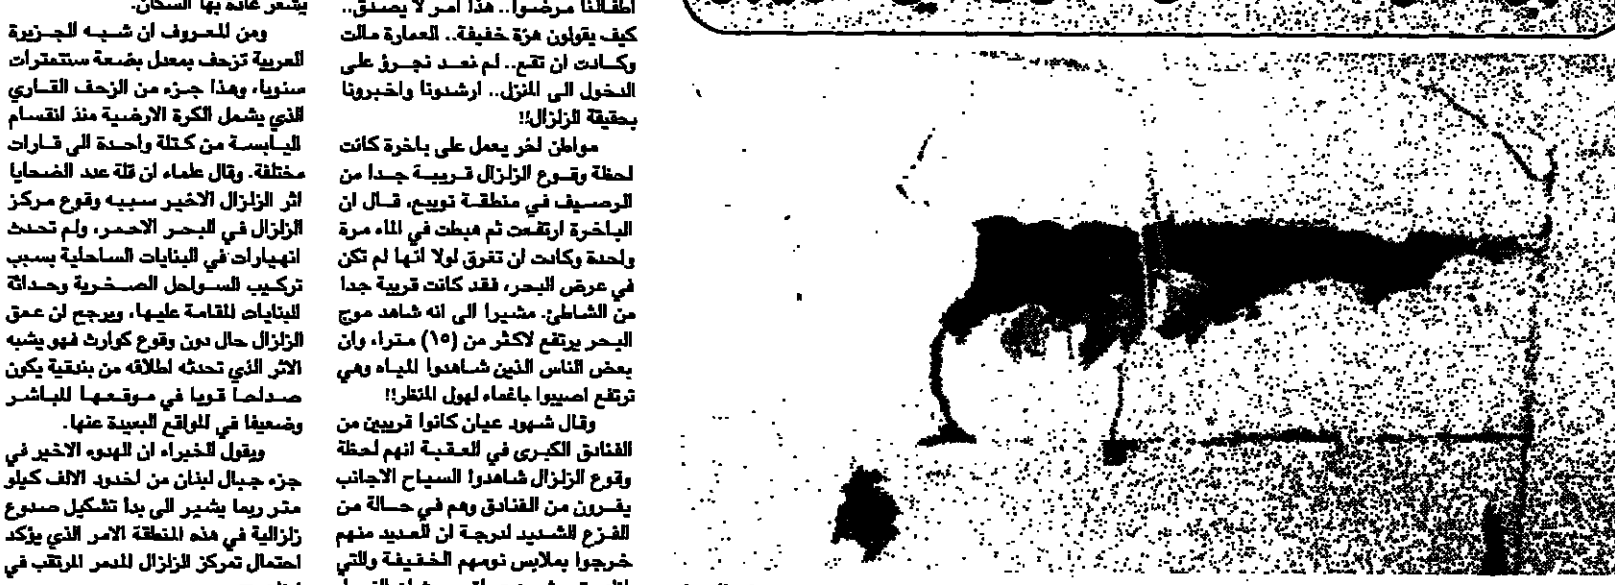 اطفالنا مرضوا.. هذا امر لا يصدق..
كيف يقولون هزة خفيفة.. العمارة مالت
وكادت ان تقع.. لم نعد نجرؤ على
الدخول الى المنزل.. ارشدونا واخبرونا
بحقيقة الزلزال!!
مواطن آخر يعمل على باخرة كانت
لحظة وقوع الزلزال قريبة جدا من
الرصيف في منطقة نويبع، قال ان
الباخرة ارتفعت ثم هبطت في الماء مرة
واحدة وكادت ان تغرق لولا انها لم تكن
في عرض البحر، فقد كانت قريبة جدا
من الشاطئ. مشيرا الى انه شاهد موج
البحر يرتفع لاكثر من (١٥) مترا، وان
بعض الناس الذين شاهدوا المياه وهي
ترتفع اصيبوا باغماء لهول المنظر!!
وقال شهود عيان كانوا قريبين من
الفنادق الكبرى في العقبة انهم لحظة
وقوع الزلزال شاهدوا السياح الاجانب
يفرون من الفنادق وهم في حالة من
الفزع الشديد لدرجة ان العديد منهم
خرجوا بملابس نومهم الخفيفة والتي
يشعر عادة بها السكان.
ومن المعروف ان شبه الجزيرة
العربية تزحف بمعدل بضعة سنتمترات
سنويا، وهذا جزء من الزحف القاري
الذي يشمل الكرة الارضية منذ انقسام
اليابسة من كتلة واحدة الى قارات
مختلفة. وقال علماء ان قلة عدد الضحايا
اثر الزلزال الاخير سببه وقوع مركز
الزلزال في البحر الاحمر، ولم تحدث
انهيارات في البنايات الساحلية بسبب
تركيب السواحل الصخرية وحداثة
البنايات المقامة عليها، ويرجح ان عمق
الزلزال حال دون وقوع كوارث فهو يشبه
الاثر الذي تحدثه اطلاقه من بندقية يكون
صداها قويا في موقعها المباشر
وضعيفا في المواقع البعيدة عنها.
ويقول الخبراء ان الهدوء الاخير في
جزء جبال لبنان من اخدود الالف كيلو
متر ربما يشير الى بدأ تشكيل صدوع
زلزالية في هذه المنطقة الامر الذي يؤكد
احتمال تمركز الزلزال المدمر المرتقب في